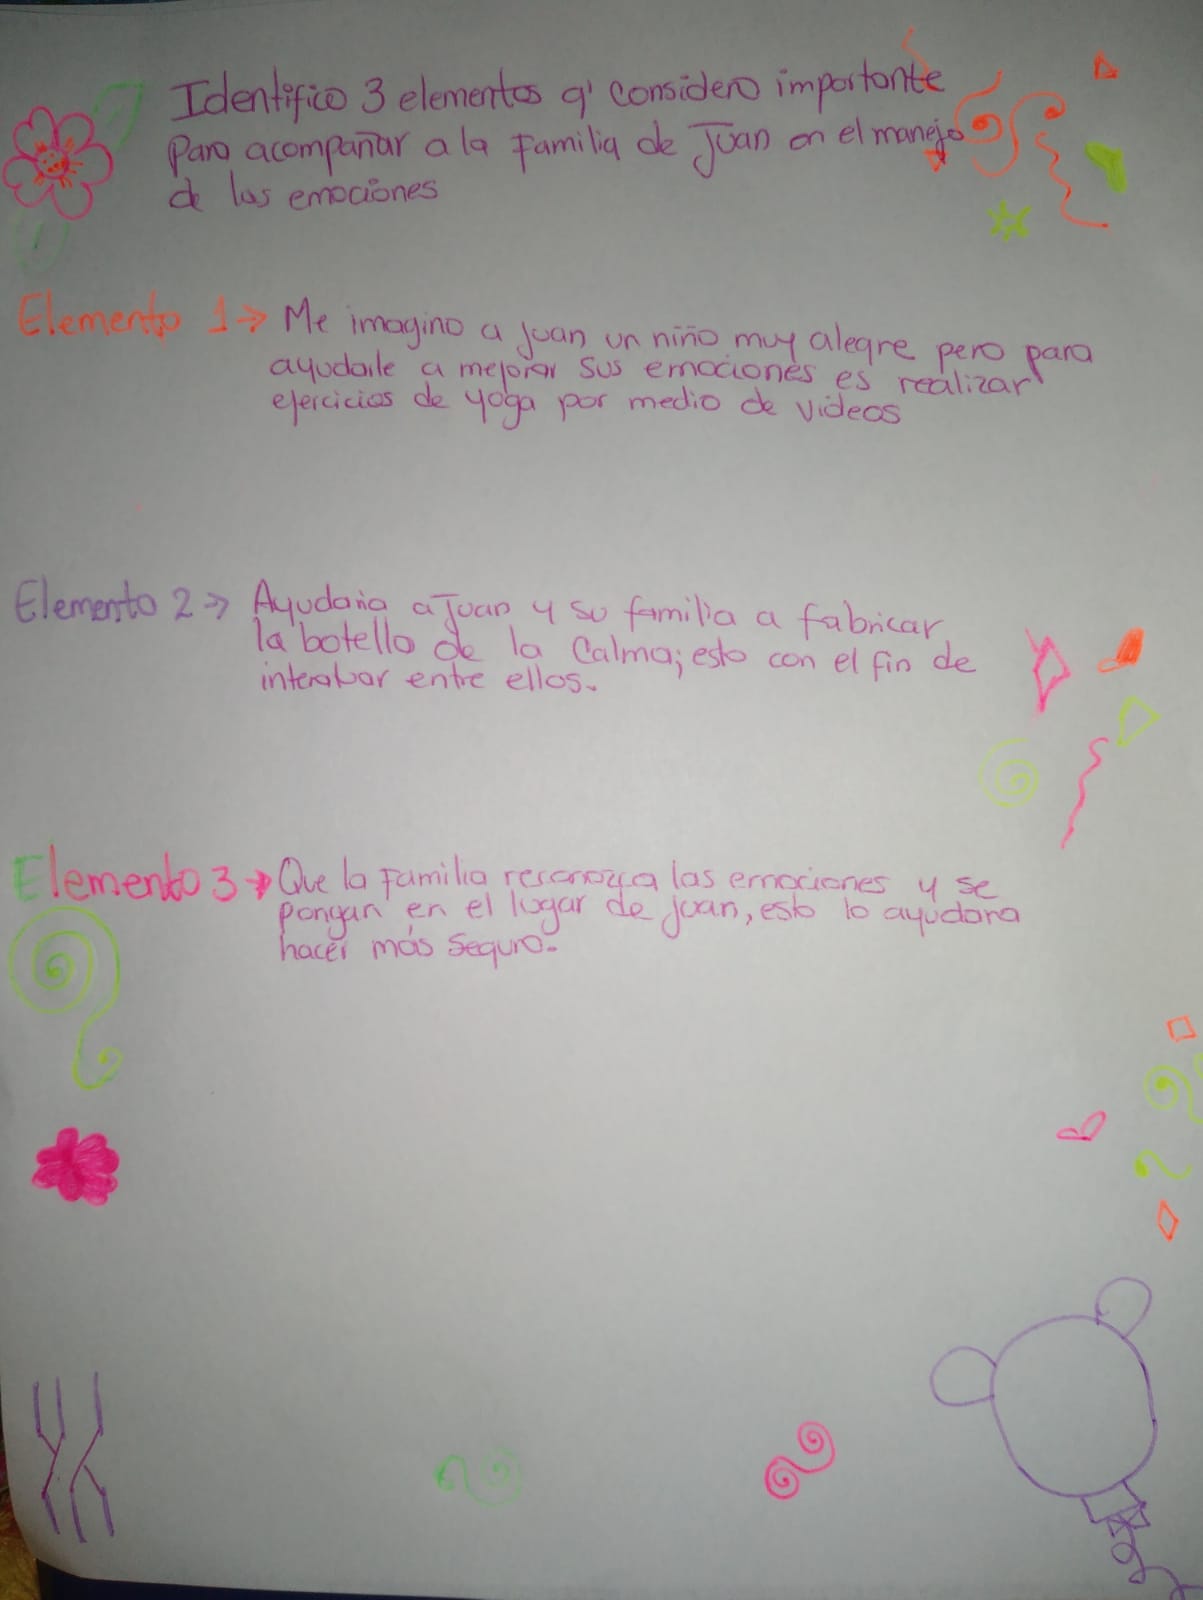 Identifico 3 elementos q' considero importante
para acompañar a la familia de Juan en el manejo
de las emociones
Elemento 1 → Me imagino a Juan un niño muy alegre pero para
ayudarle a mejorar sus emociones es realizar
ejercicios de yoga por medio de videos
Elemento 2 → Ayudaria a Juan y su familia a fabricar
la botella de la calma; esto con el fin de
interatuar entre ellos.
Elemento 3 → Que la familia reconozca las emociones y se
pongan en el lugar de juan, esto lo ayudara
hacer más seguro.